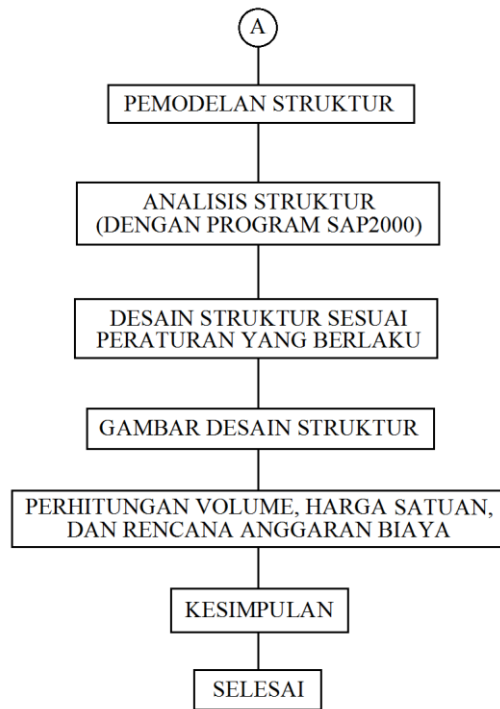 A
PEMODELAN STRUKTUR
ANALISIS STRUKTUR
(DENGAN PROGRAM SAP2000)
DESAIN STRUKTUR SESUAI
PERATURAN YANG BERLAKU
GAMBAR DESAIN STRUKTUR
PERHITUNGAN VOLUME, HARGA SATUAN,
DAN RENCANA ANGGARAN BIAYA
KESIMPULAN
SELESAI